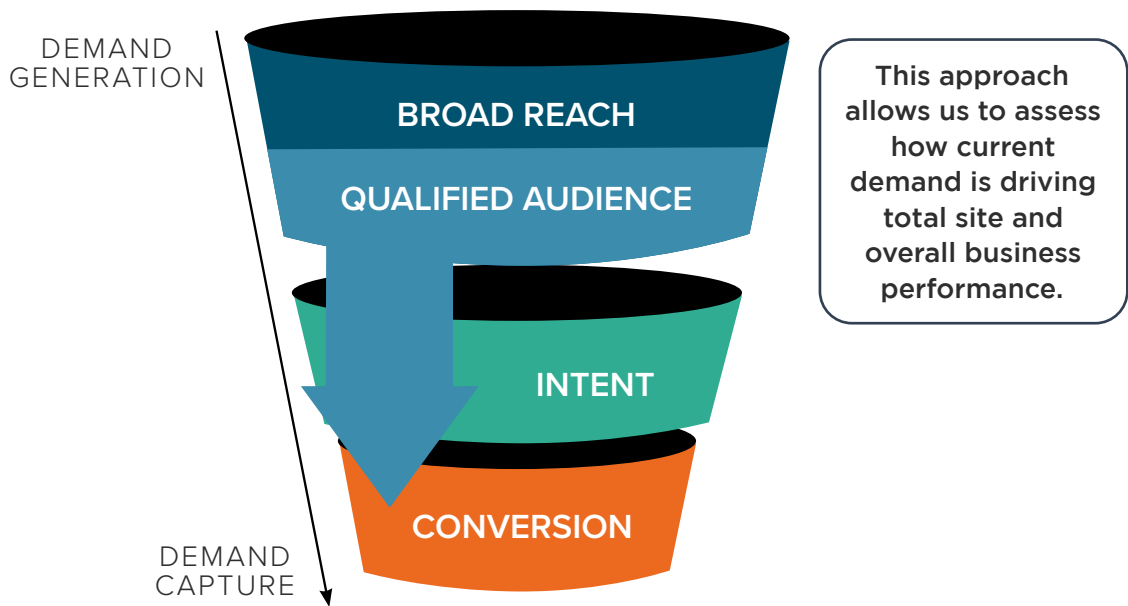 DEMAND
GENERATION
BROAD REACH
QUALIFIED AUDIENCE
INTENT
CONVERSION
DEMAND
CAPTURE
This approach
allows us to assess
how current
demand is driving
total site and
overall business
performance.